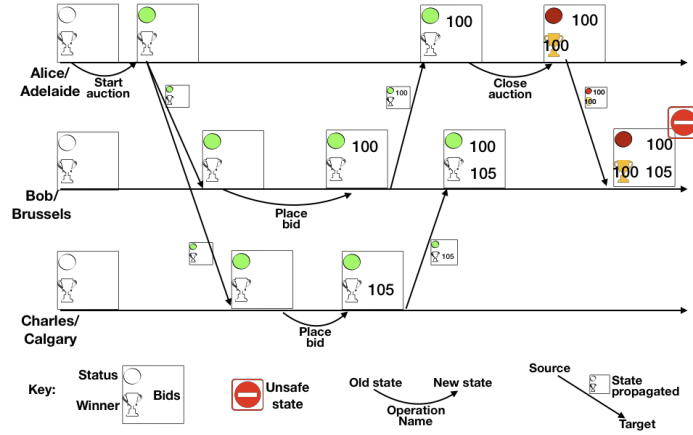 100
100
100
Alice/
Adelaide
Start
auction
Close
auction
100
100
100
100
100
100
105
100
100 105
Bob/
Brussels
Place
bid
105
105
Charles/
Calgary
Place
bid
Key:
Status
Winner
Bids
Unsafe
state
Old state
New state
Operation
Name
Source
Target
State
propagated